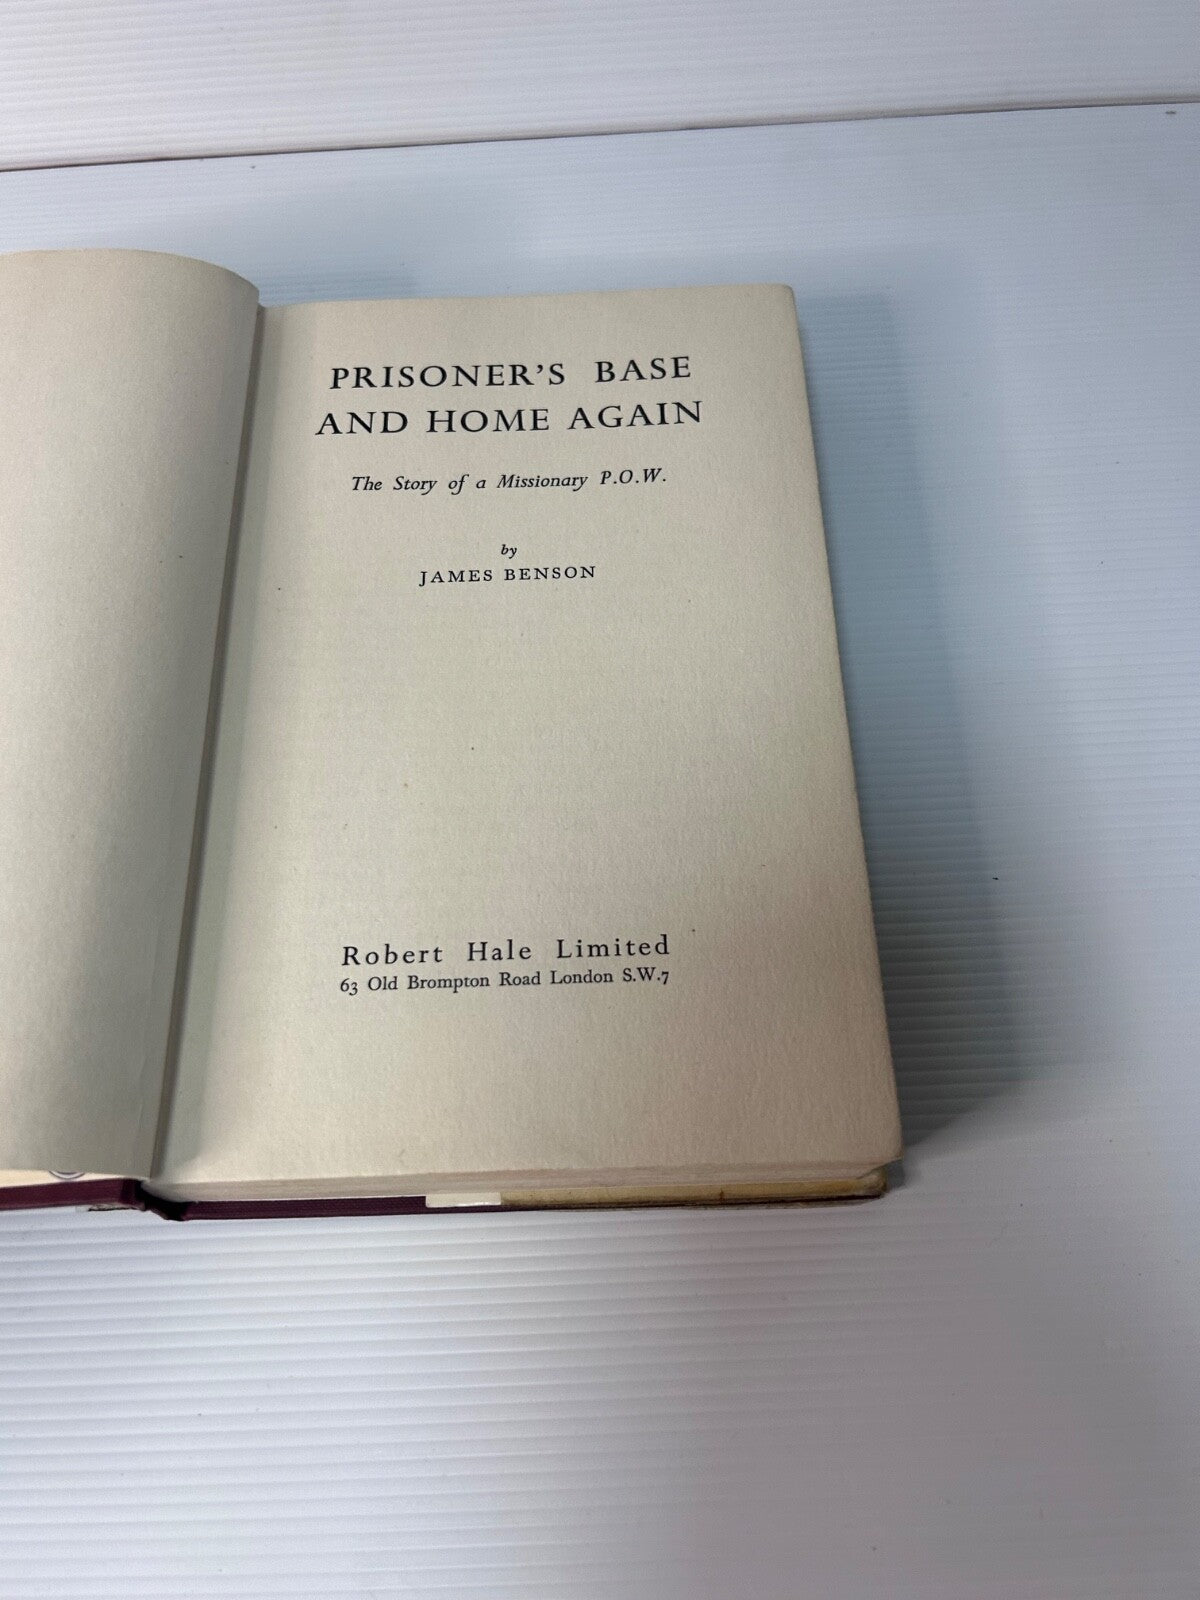 PRISONER'S BASE
AND HOME AGAIN
The Story of a Missionary P.O.W.
by
JAMES BENSON
Robert Hale Limited
63 Old Brompton Road London S.W.7